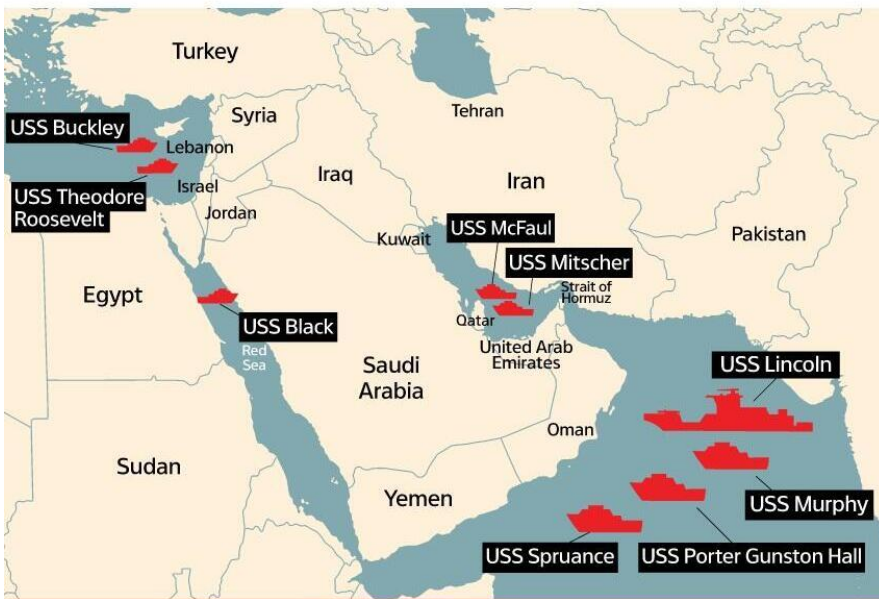 Turkey
Tehran
Syria
USS Buckley
Lebanon
Iraq
Iran
Israel
USS Theodore
Roosevelt
Jordan
Kuwait
USS McFaul
Pakistan
USS Mitscher
Strait of
Hormuz
Egypt
Qatar
USS Black
Red
Sea
United Arab
Emirates
Saudi
Arabia
USS Lincoln
Oman
Sudan
Yemen
USS Murphy
USS Spruance
USS Porter Gunston Hall